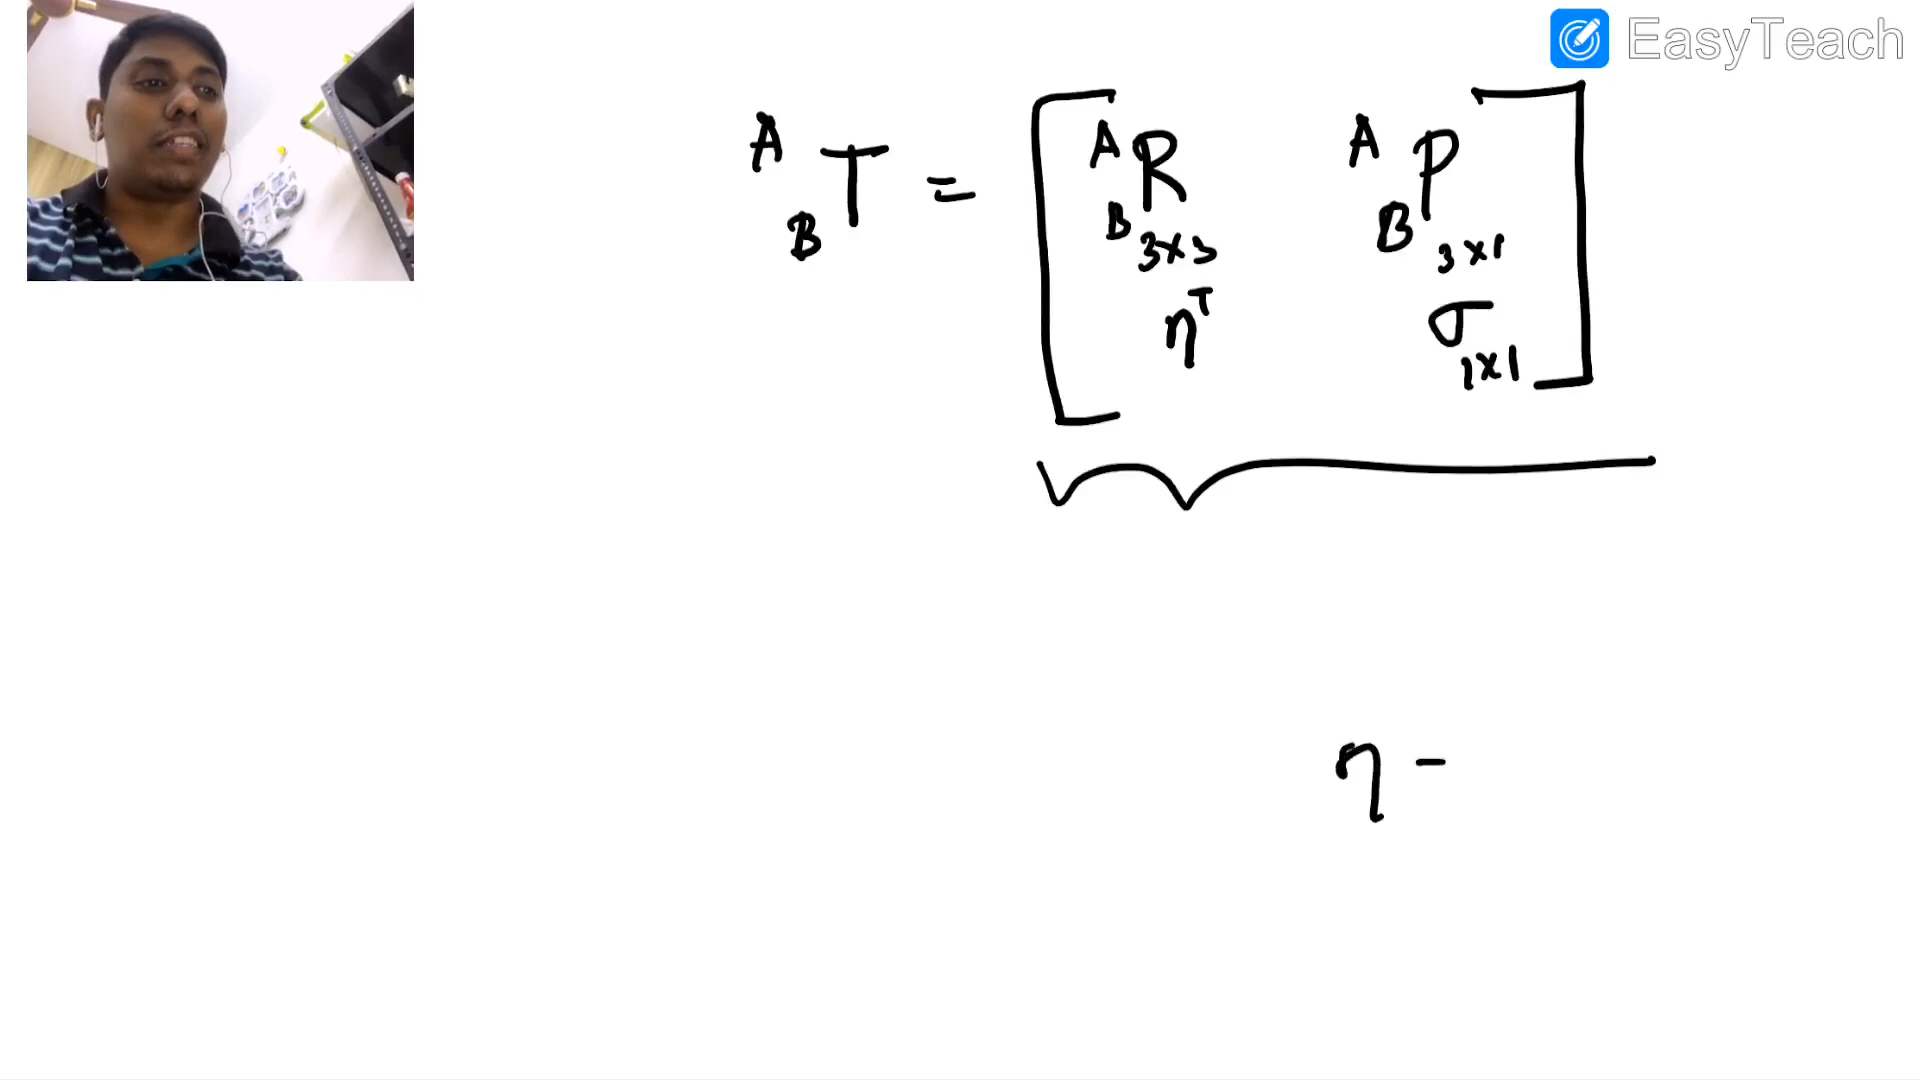 EasyTeach
A B T = [ A B R 3x3 A B P 3x1
η^T σ 1x1 ]
η -